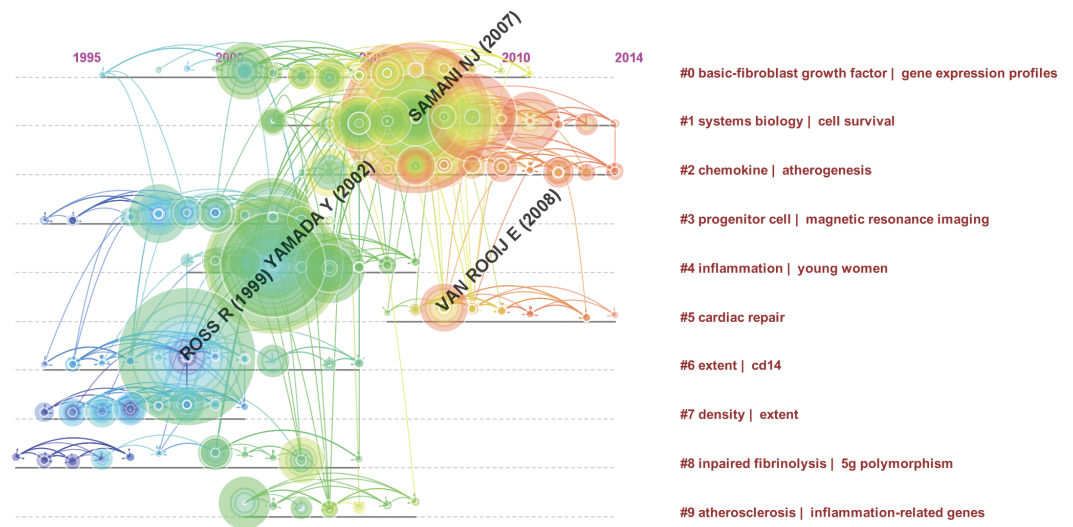 1995 2000 2005 2010 2014
SAMANI NJ (2007)
YAMADA Y (2002)
VAN ROOIJ E (2008)
ROSS R (1999)
#0 basic-fibroblast growth factor | gene expression profiles
#1 systems biology | cell survival
#2 chemokine | atherogenesis
#3 progenitor cell | magnetic resonance imaging
#4 inflammation | young women
#5 cardiac repair
#6 extent | cd14
#7 density | extent
#8 inpaired fibrinolysis | 5g polymorphism
#9 atherosclerosis | inflammation-related genes